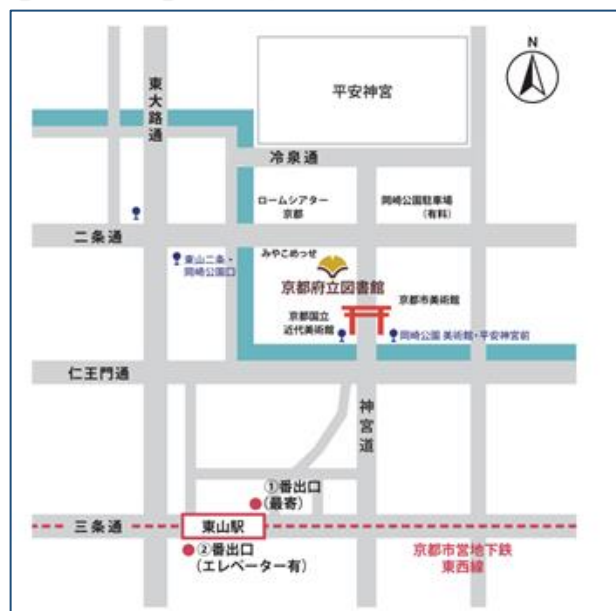 N
東大路通
平安神宮
冷泉通
ロームシアター
京都
岡崎公園駐車場
(有料)
二条通
東山二条・
岡崎公園口
みやこめっせ
京都府立図書館
京都市美術館
京都国立
近代美術館
岡崎公園 美術館・平安神宮前
仁王門通
神宮道
①番出口
(最寄)
三条通
東山駅
②番出口
(エレベーター有)
京都市営地下鉄
東西線